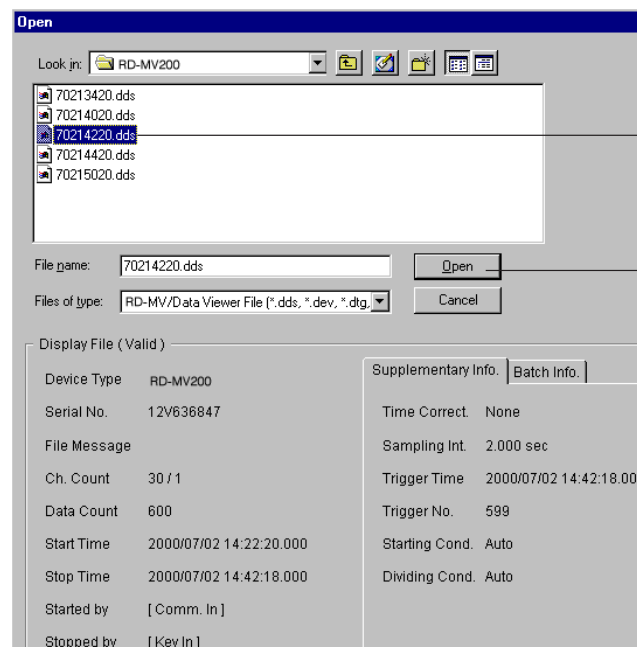 Open
Look in: RD-MV200
70213420.dds
70214020.dds
70214220.dds
70214420.dds
70215020.dds
File name: 70214220.dds Open
Files of type: RD-MV/Data Viewer File (*.dds, *.dev, *.dtg, Cancel
Display File ( Valid )
Device Type RD-MV200
Serial No. 12V636847
File Message
Ch. Count 30 / 1
Data Count 600
Start Time 2000/07/02 14:22:20.000
Stop Time 2000/07/02 14:42:18.000
Started by [ Comm. In ]
Stopped by [ Key In ]
Supplementary Info. Batch Info.
Time Correct. None
Sampling Int. 2.000 sec
Trigger Time 2000/07/02 14:42:18.00
Trigger No. 599
Starting Cond. Auto
Dividing Cond. Auto